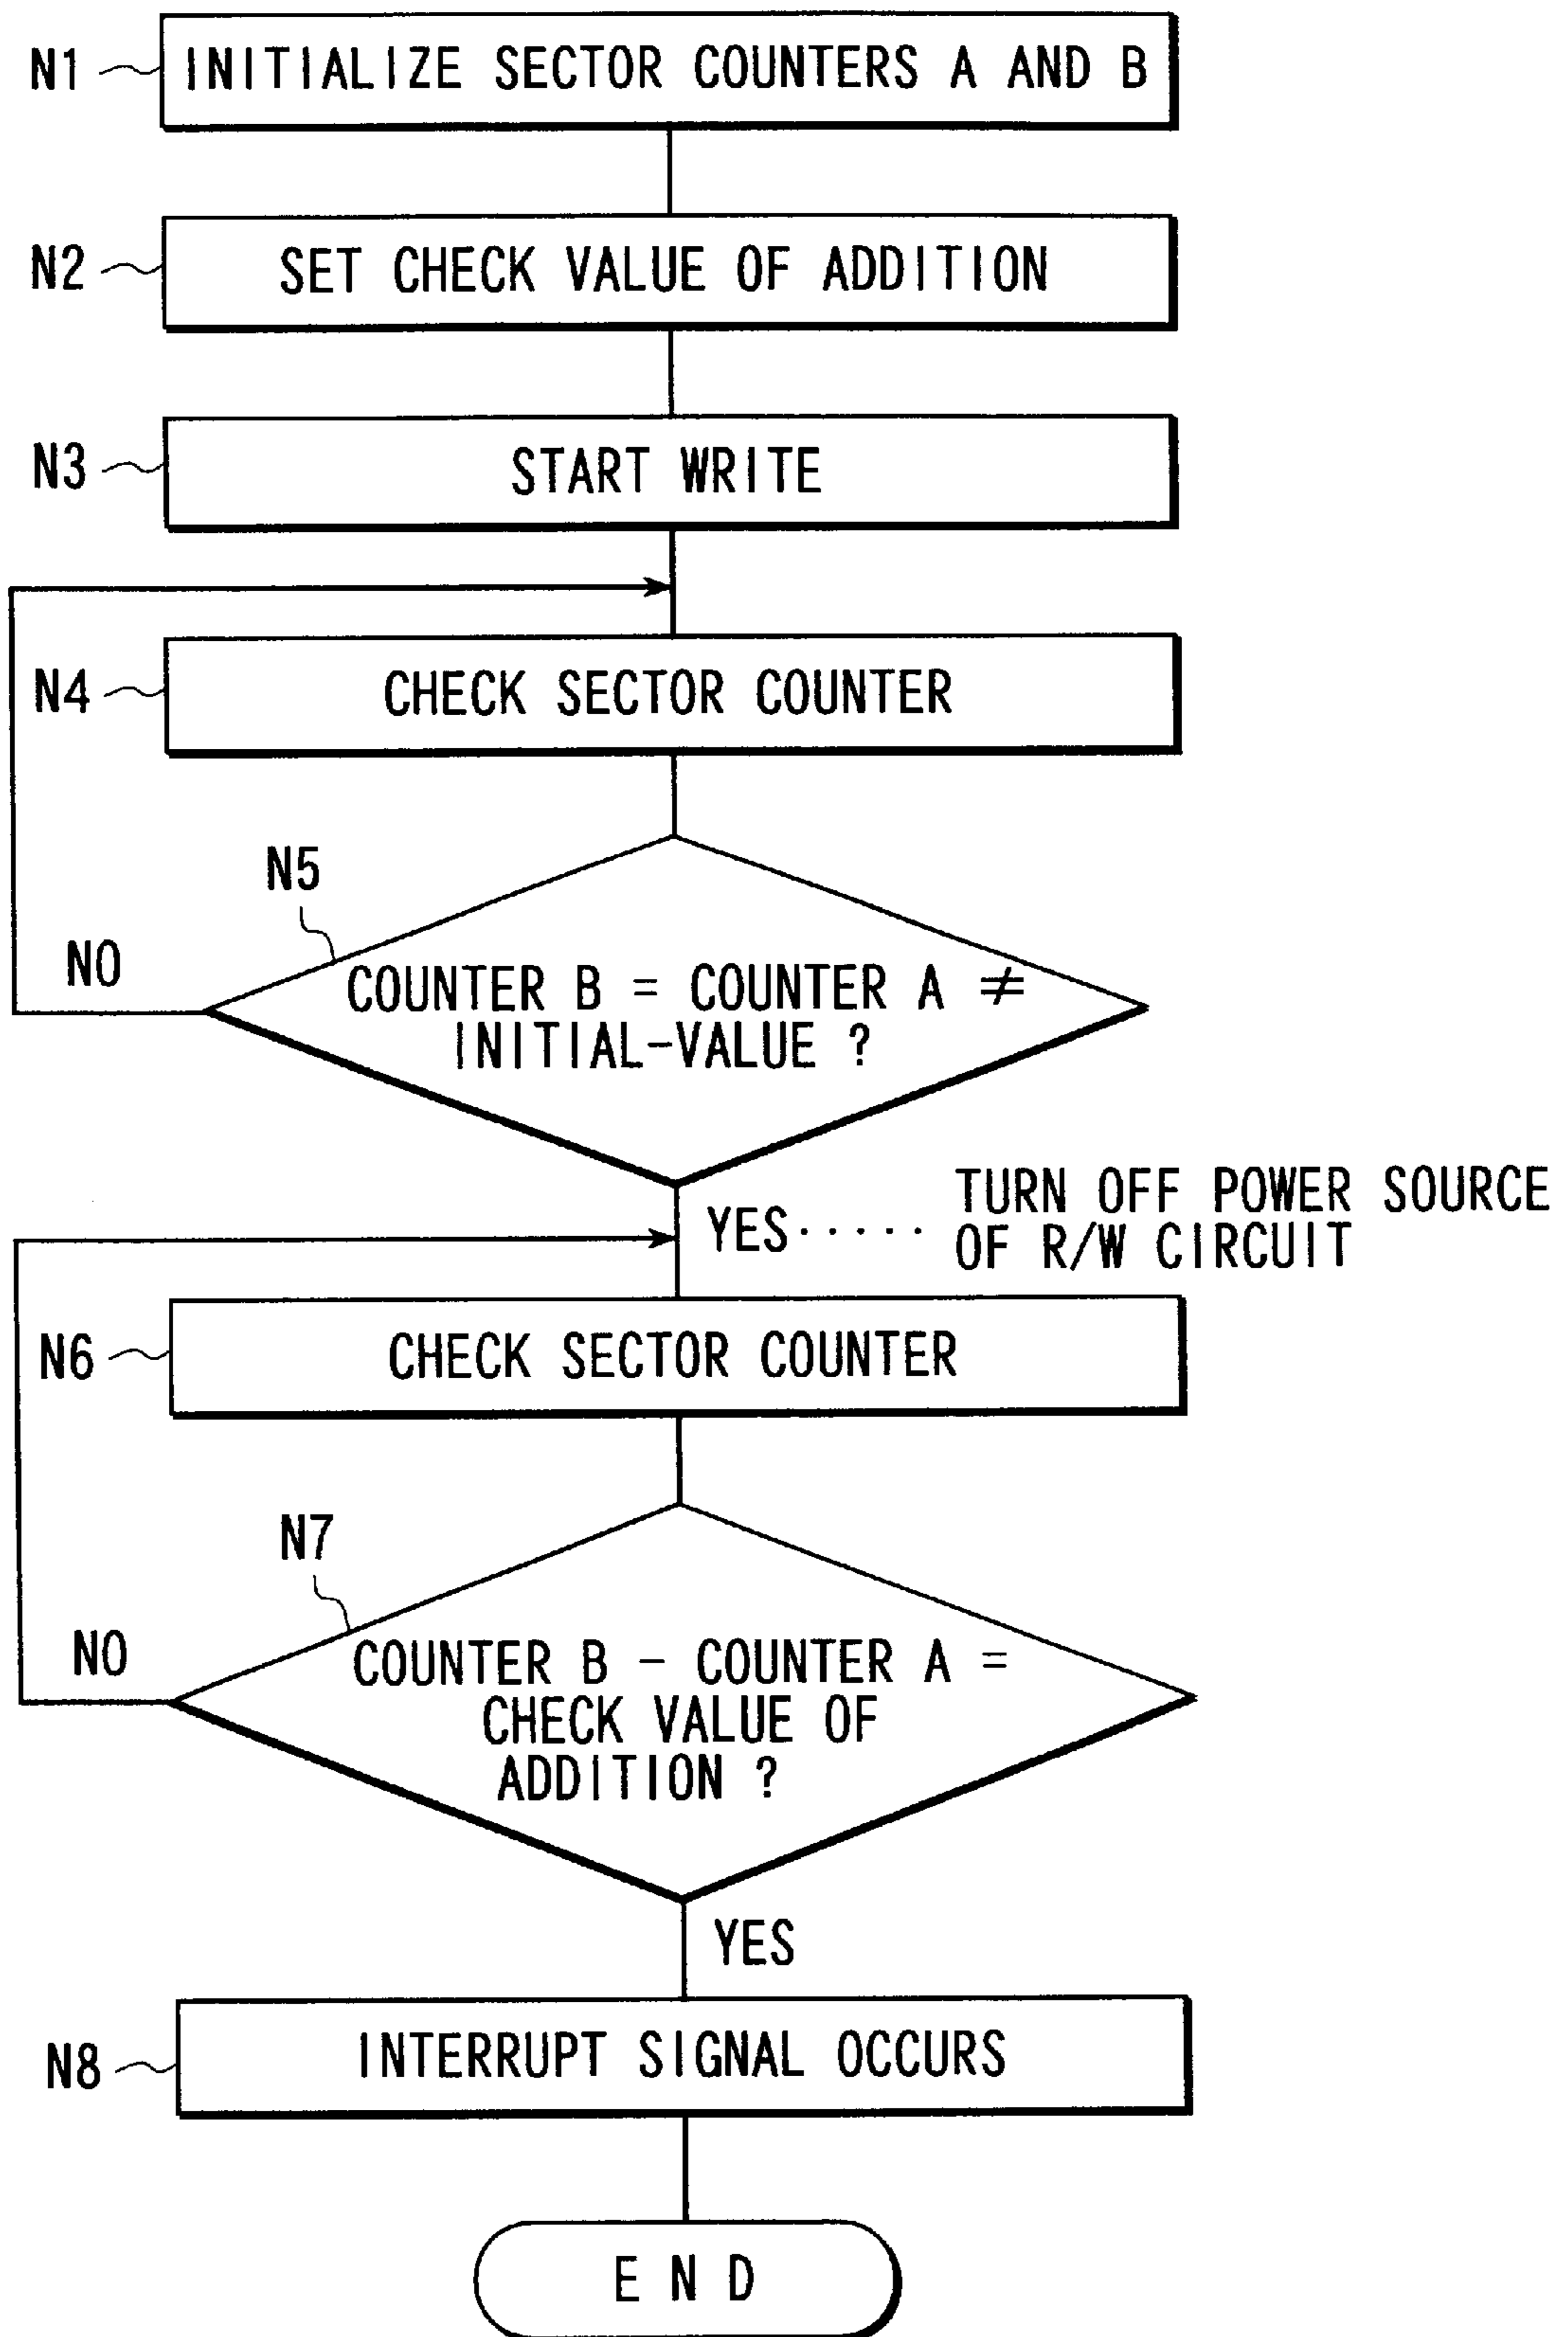 N1 INITIALIZE SECTOR COUNTERS A AND B
N2 SET CHECK VALUE OF ADDITION
N3 START WRITE
N4 CHECK SECTOR COUNTER
N5
NO
COUNTER B = COUNTER A ≠
INITIAL-VALUE ?
YES ····· TURN OFF POWER SOURCE
OF R/W CIRCUIT
N6 CHECK SECTOR COUNTER
N7
NO
COUNTER B - COUNTER A =
CHECK VALUE OF
ADDITION ?
YES
N8 INTERRUPT SIGNAL OCCURS
END